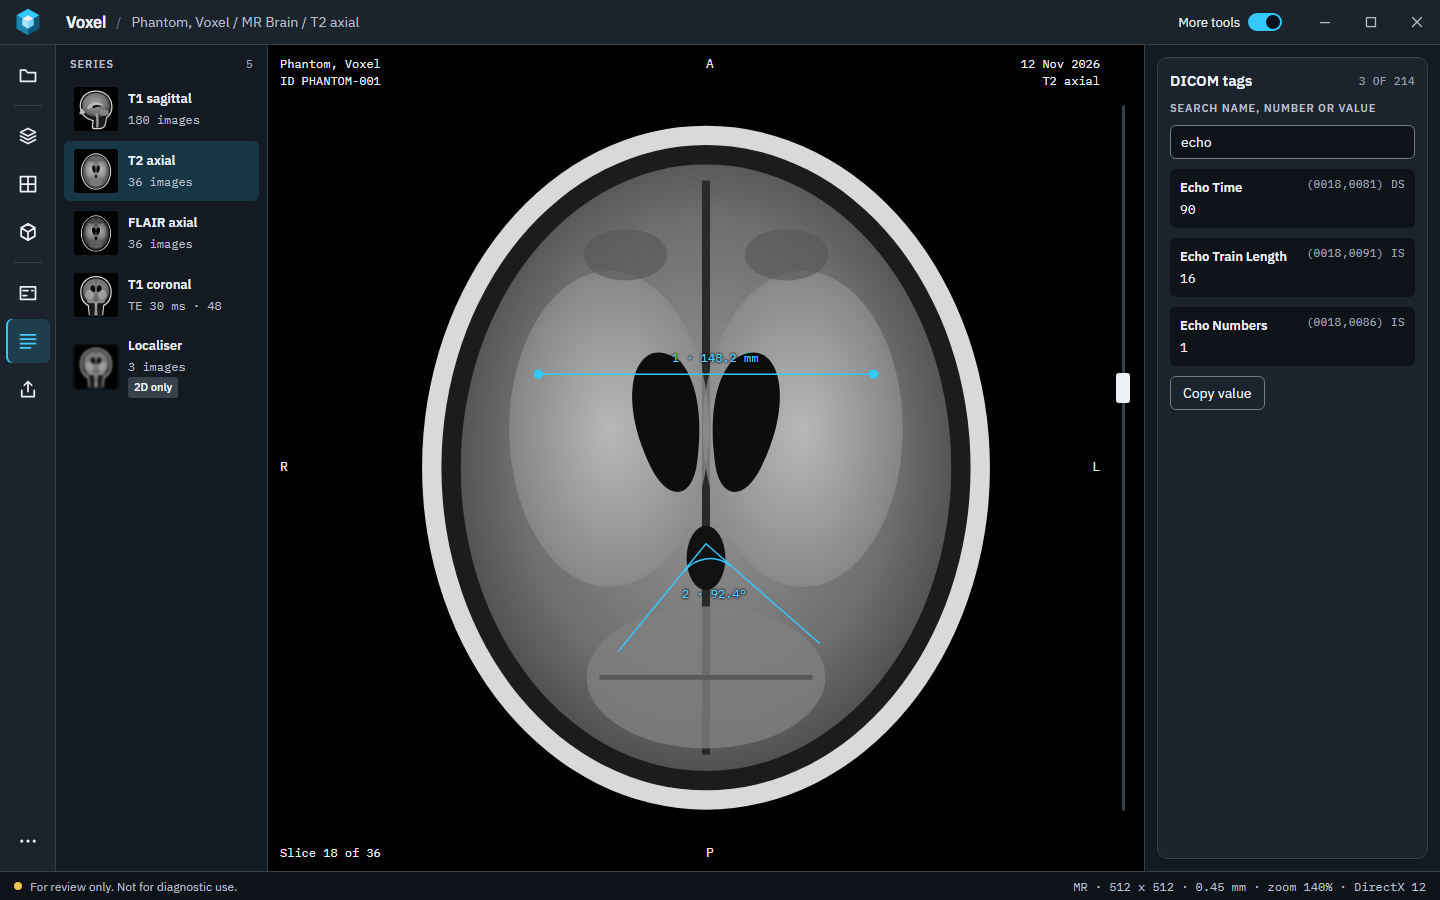 Voxel / Phantom, Voxel / MR Brain / T2 axial
More tools
SERIES 5
T1 sagittal
180 images
T2 axial
36 images
FLAIR axial
36 images
T1 coronal
TE 30 ms · 48
Localiser
3 images
2D only
Phantom, Voxel
ID PHANTOM-001
A
12 Nov 2026
T2 axial
1 · 148.2 mm
R
L
2 · 92.4°
Slice 18 of 36
P
DICOM tags 3 OF 214
SEARCH NAME, NUMBER OR VALUE
echo
Echo Time (0018,0081) DS
90
Echo Train Length (0018,0091) IS
16
Echo Numbers (0018,0086) IS
1
Copy value
For review only. Not for diagnostic use.
MR · 512 x 512 · 0.45 mm · zoom 140% · DirectX 12